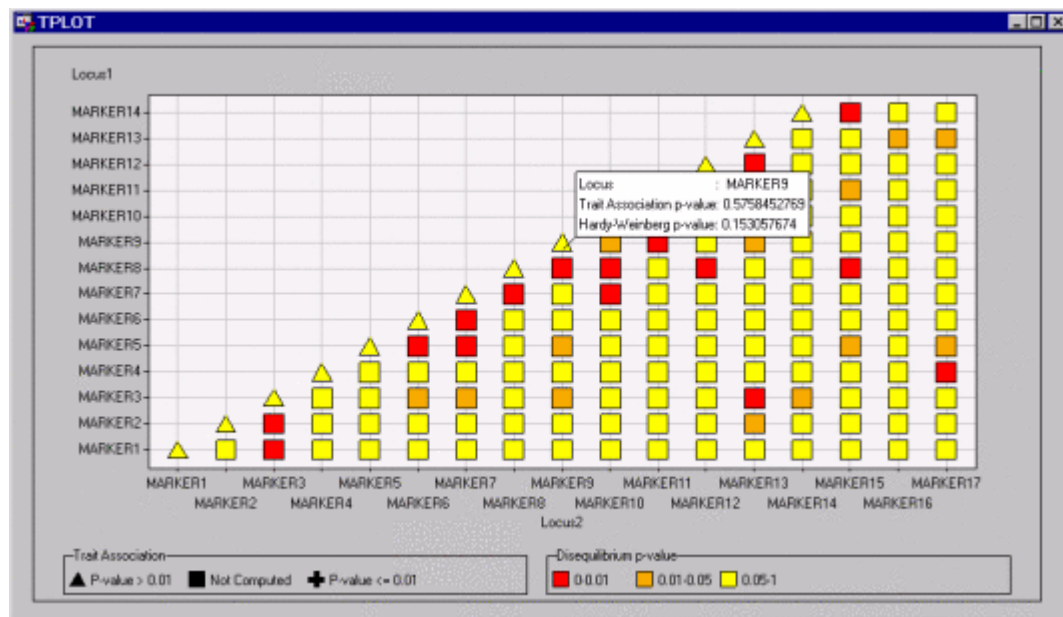 TPLOT
Locus1
MARKER14
MARKER13
MARKER12
MARKER11
MARKER10
MARKER9
MARKER8
MARKER7
MARKER6
MARKER5
MARKER4
MARKER3
MARKER2
MARKER1
Locus : MARKER9
Trait Association p-value: 0.5758452769
Hardy-Weinberg p-value: 0.153057674
MARKER1 MARKER3 MARKER5 MARKER7 MARKER9 MARKER11 MARKER13 MARKER15 MARKER17
MARKER2 MARKER4 MARKER6 MARKER8 MARKER10 MARKER12 MARKER14 MARKER16
Locus2
Trait Association
P-value > 0.01 Not Computed P-value <= 0.01
Disequilibrium p-value
0-0.01 0.01-0.05 0.05-1